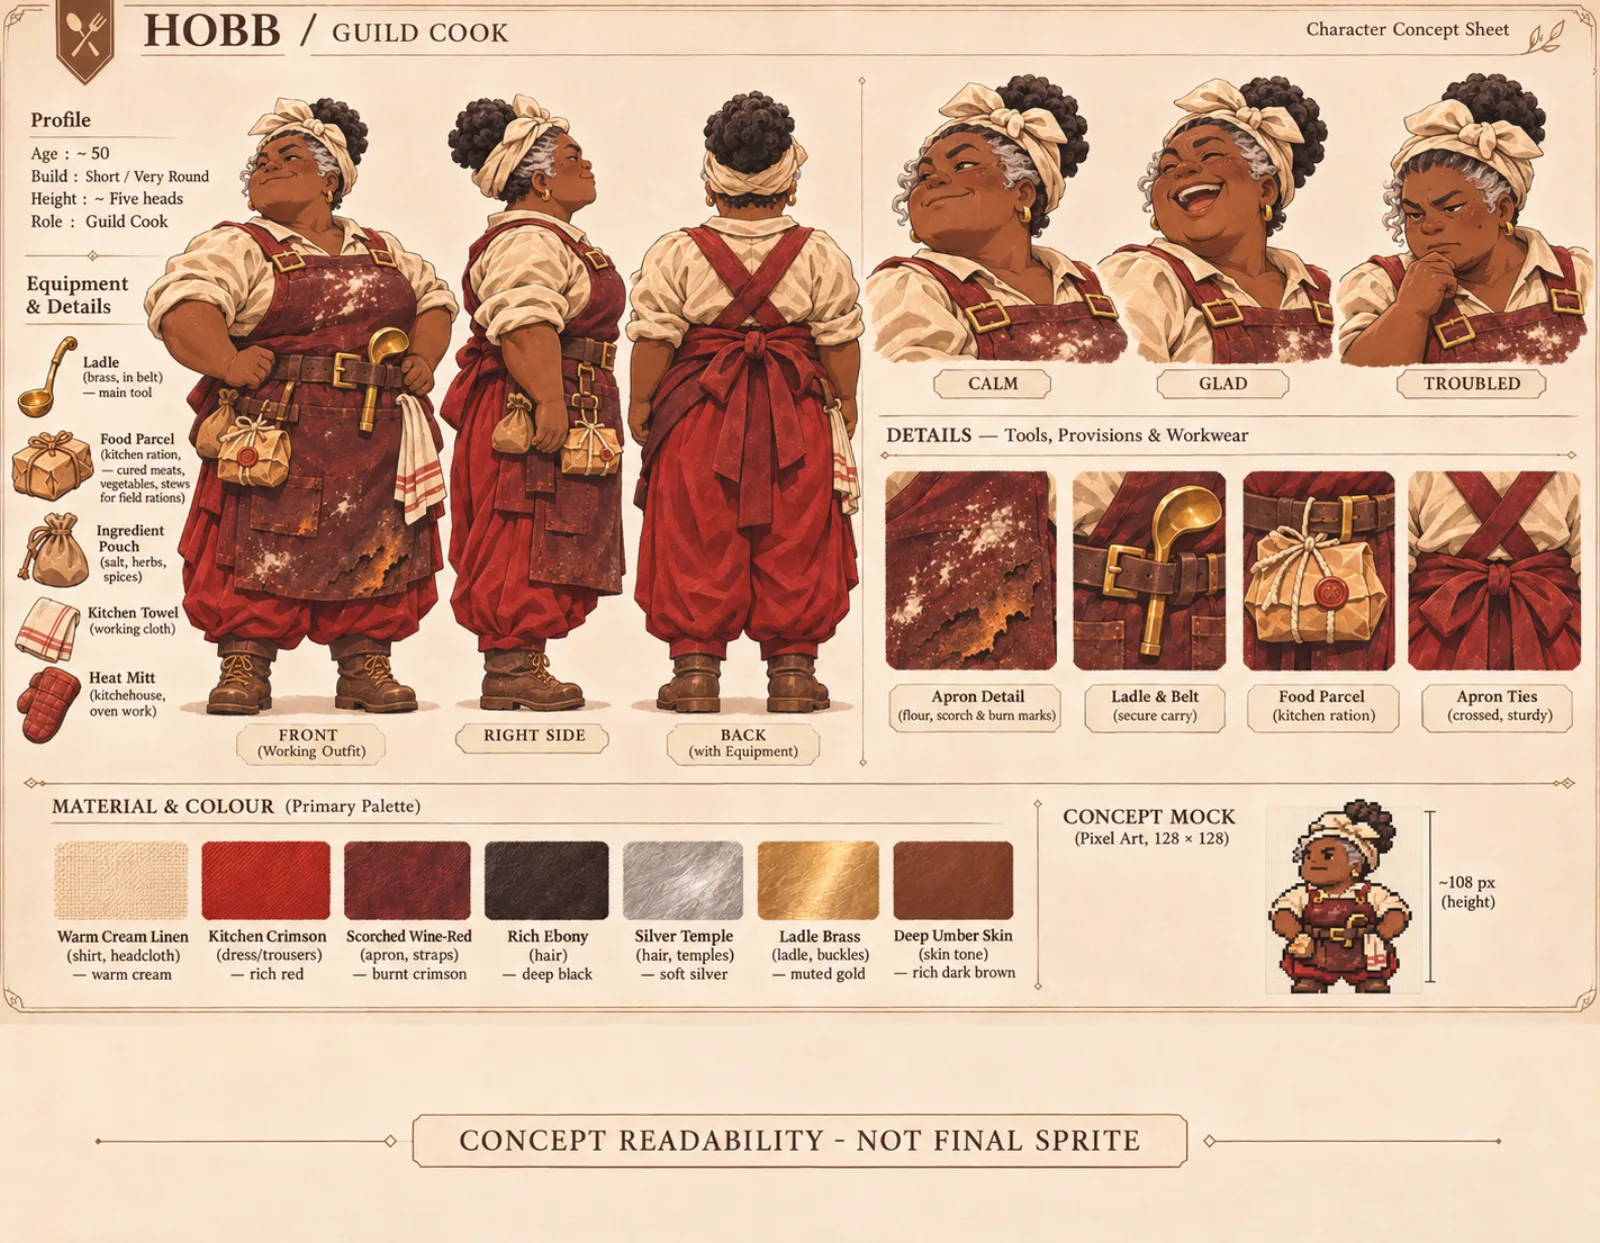 HOBB / GUILD COOK
Character Concept Sheet
Profile
Age : ~ 50
Build : Short / Very Round
Height : ~ Five heads
Role : Guild Cook
Equipment
& Details
Ladle
(brass, in belt)
— main tool
Food Parcel
(kitchen ration,
— cured meats,
vegetables, stews
for field rations)
Ingredient
Pouch
(salt, herbs,
spices)
Kitchen Towel
(working cloth)
Heat Mitt
(kitchehouse,
oven work)
FRONT
(Working Outfit)
RIGHT SIDE
BACK
(with Equipment)
CALM
GLAD
TROUBLED
DETAILS — Tools, Provisions & Workwear
Apron Detail
(flour, scorch & burn marks)
Ladle & Belt
(secure carry)
Food Parcel
(kitchen ration)
Apron Ties
(crossed, sturdy)
MATERIAL & COLOUR (Primary Palette)
Warm Cream Linen
(shirt, headcloth)
— warm cream
Kitchen Crimson
(dress/trousers)
— rich red
Scorched Wine-Red
(apron, straps)
— burnt crimson
Rich Ebony
(hair)
— deep black
Silver Temple
(hair, temples)
— soft silver
Ladle Brass
(ladle, buckles)
— muted gold
Deep Umber Skin
(skin tone)
— rich dark brown
CONCEPT MOCK
(Pixel Art, 128 × 128)
~108 px
(height)
CONCEPT READABILITY - NOT FINAL SPRITE